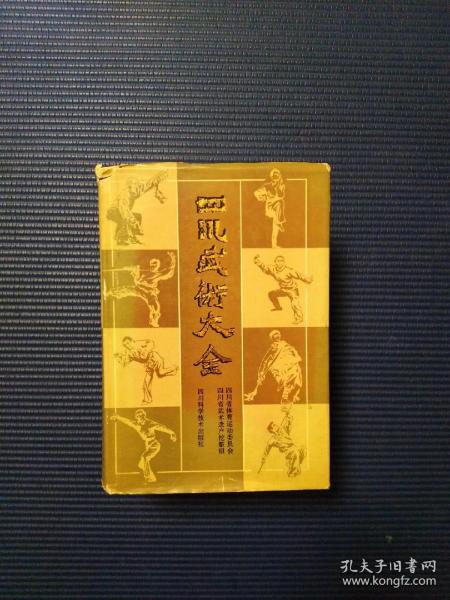 四川武術大全
四川省体育运动委员会
四川省武术遗产挖整组
四川科学技术出版社
孔夫子旧书网
www.kongfz.com